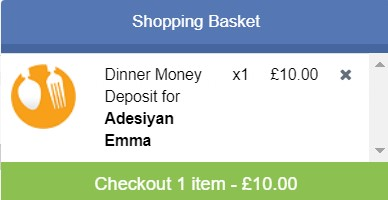 Shopping Basket
Dinner Money x1 £10.00 ×
Deposit for
Adesiyan
Emma
Checkout 1 item - £10.00